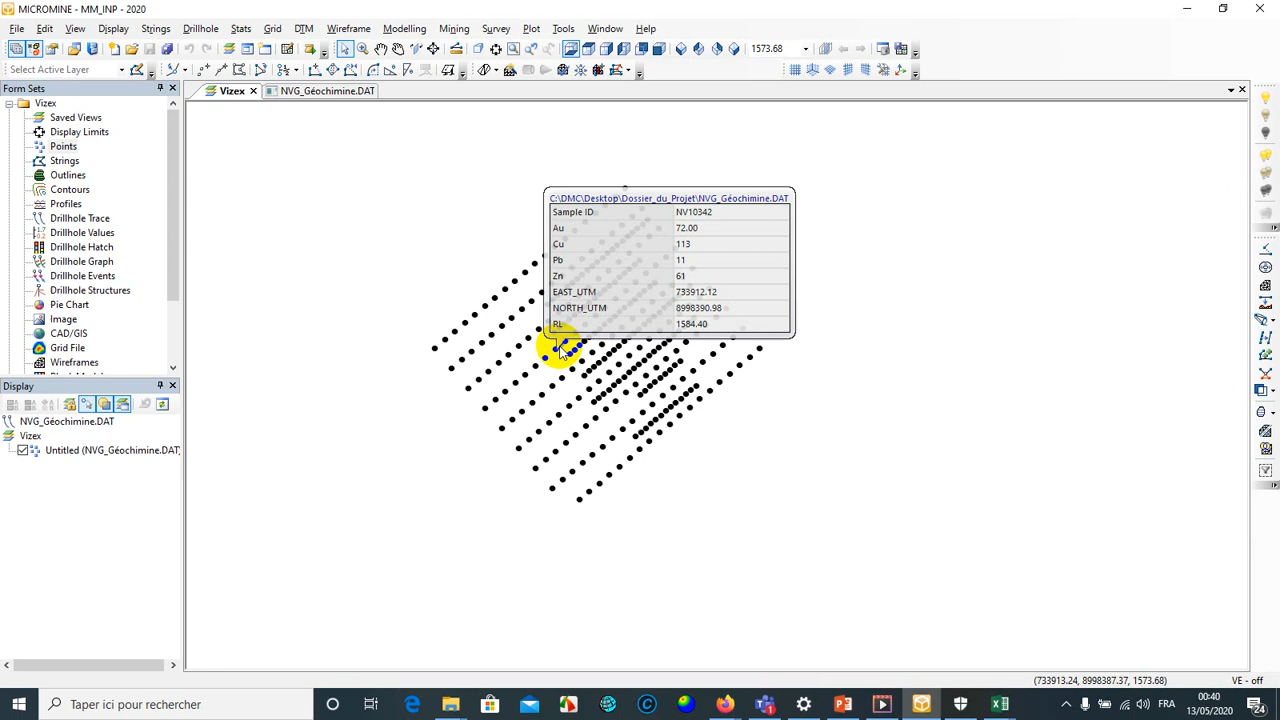 MICROMINE - MM_INP - 2020
File Edit View Display Strings Drillhole Stats Grid DTM Wireframe Modelling Mining Survey Plot Tools Window Help
1573.68
Select Active Layer
Form Sets
Vizex
NVG_Géochimine.DAT
Vizex
Saved Views
Display Limits
Points
Strings
Outlines
Contours
Profiles
Drillhole Trace
Drillhole Values
Drillhole Hatch
Drillhole Graph
Drillhole Events
Drillhole Structures
Pie Chart
Image
CAD/GIS
Grid File
Wireframes
C:\DMC\Desktop\Dossier_du_Projet\NVG_Géochimine.DAT
Sample ID NV10342
Au 72.00
Cu 113
Pb 11
Zn 61
EAST_UTM 733912.12
NORTH_UTM 8998390.98
RL 1584.40
Display
NVG_Géochimine.DAT
Vizex
Untitled (NVG_Géochimine.DAT)
(733913.24, 8998387.37, 1573.68) VE - off
Taper ici pour rechercher
FRA
00:40
13/05/2020
24